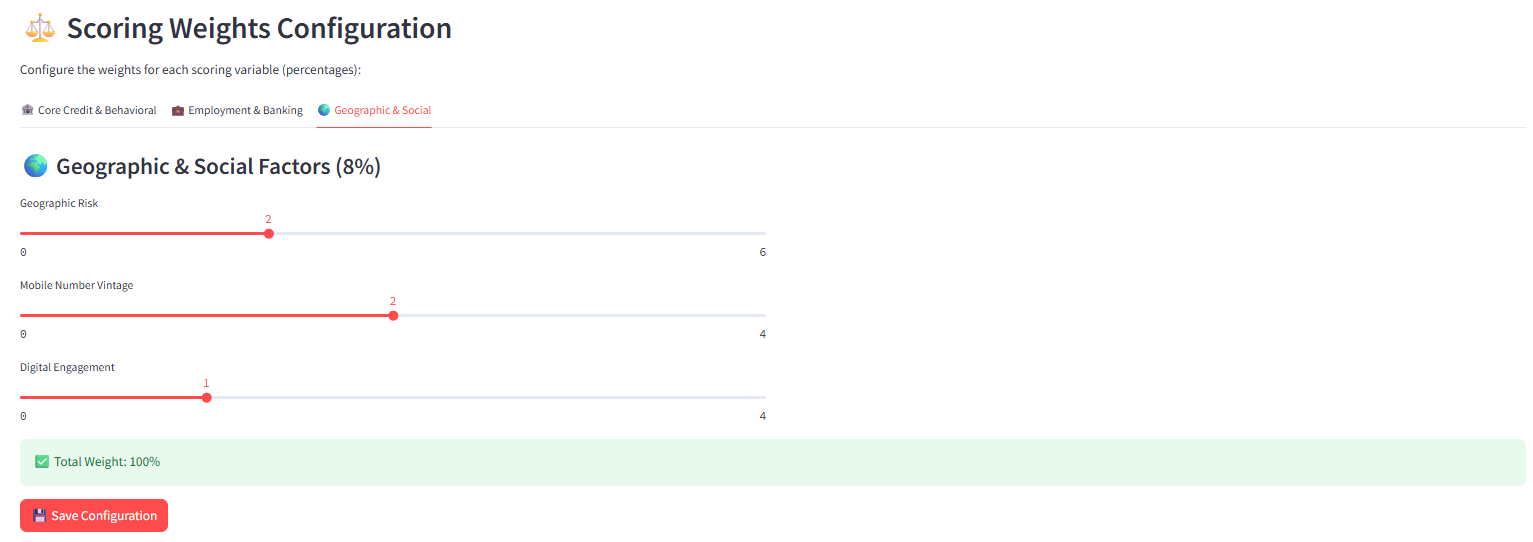 ⚖️ Scoring Weights Configuration
Configure the weights for each scoring variable (percentages):
🏦 Core Credit & Behavioral 💼 Employment & Banking 🌍 Geographic & Social
🌍 Geographic & Social Factors (8%)
Geographic Risk
2
0 6
Mobile Number Vintage
2
0 4
Digital Engagement
1
0 4
✅ Total Weight: 100%
💾 Save Configuration